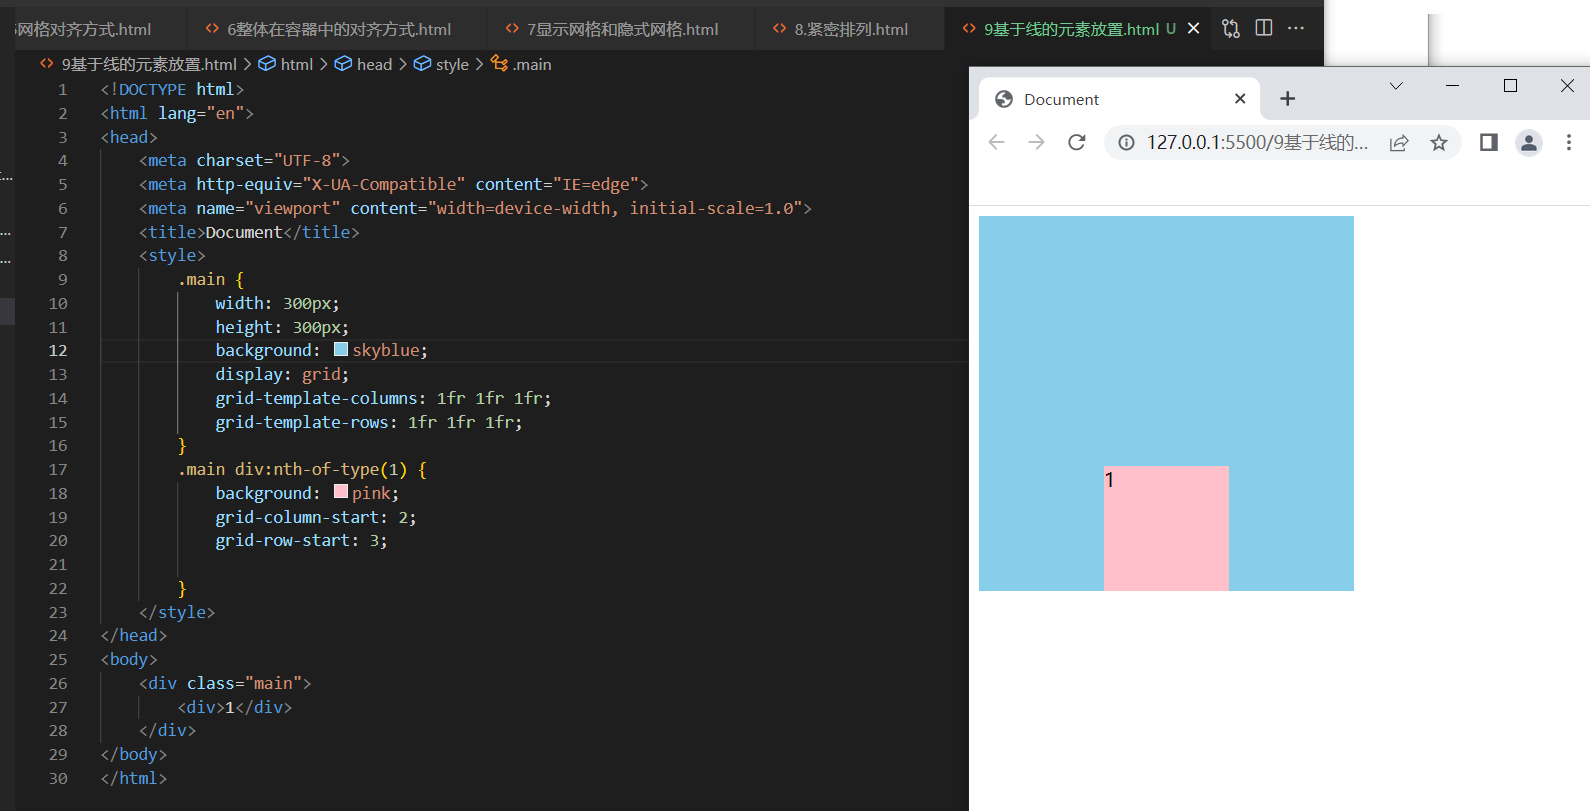 网格对齐方式.html
6整体在容器中的对齐方式.html
7显示网格和隐式网格.html
8.紧密排列.html
9基于线的元素放置.html U
9基于线的元素放置.html > html > head > style > .main
1 <!DOCTYPE html>
2 <html lang="en">
3 <head>
4 <meta charset="UTF-8">
5 <meta http-equiv="X-UA-Compatible" content="IE=edge">
6 <meta name="viewport" content="width=device-width, initial-scale=1.0">
7 <title>Document</title>
8 <style>
9 .main {
10 width: 300px;
11 height: 300px;
12 background: skyblue;
13 display: grid;
14 grid-template-columns: 1fr 1fr 1fr;
15 grid-template-rows: 1fr 1fr 1fr;
16 }
17 .main div:nth-of-type(1) {
18 background: pink;
19 grid-column-start: 2;
20 grid-row-start: 3;
21
22 }
23 </style>
24 </head>
25 <body>
26 <div class="main">
27 <div>1</div>
28 </div>
29 </body>
30 </html>
Document
127.0.0.1:5500/9基于线的...
1